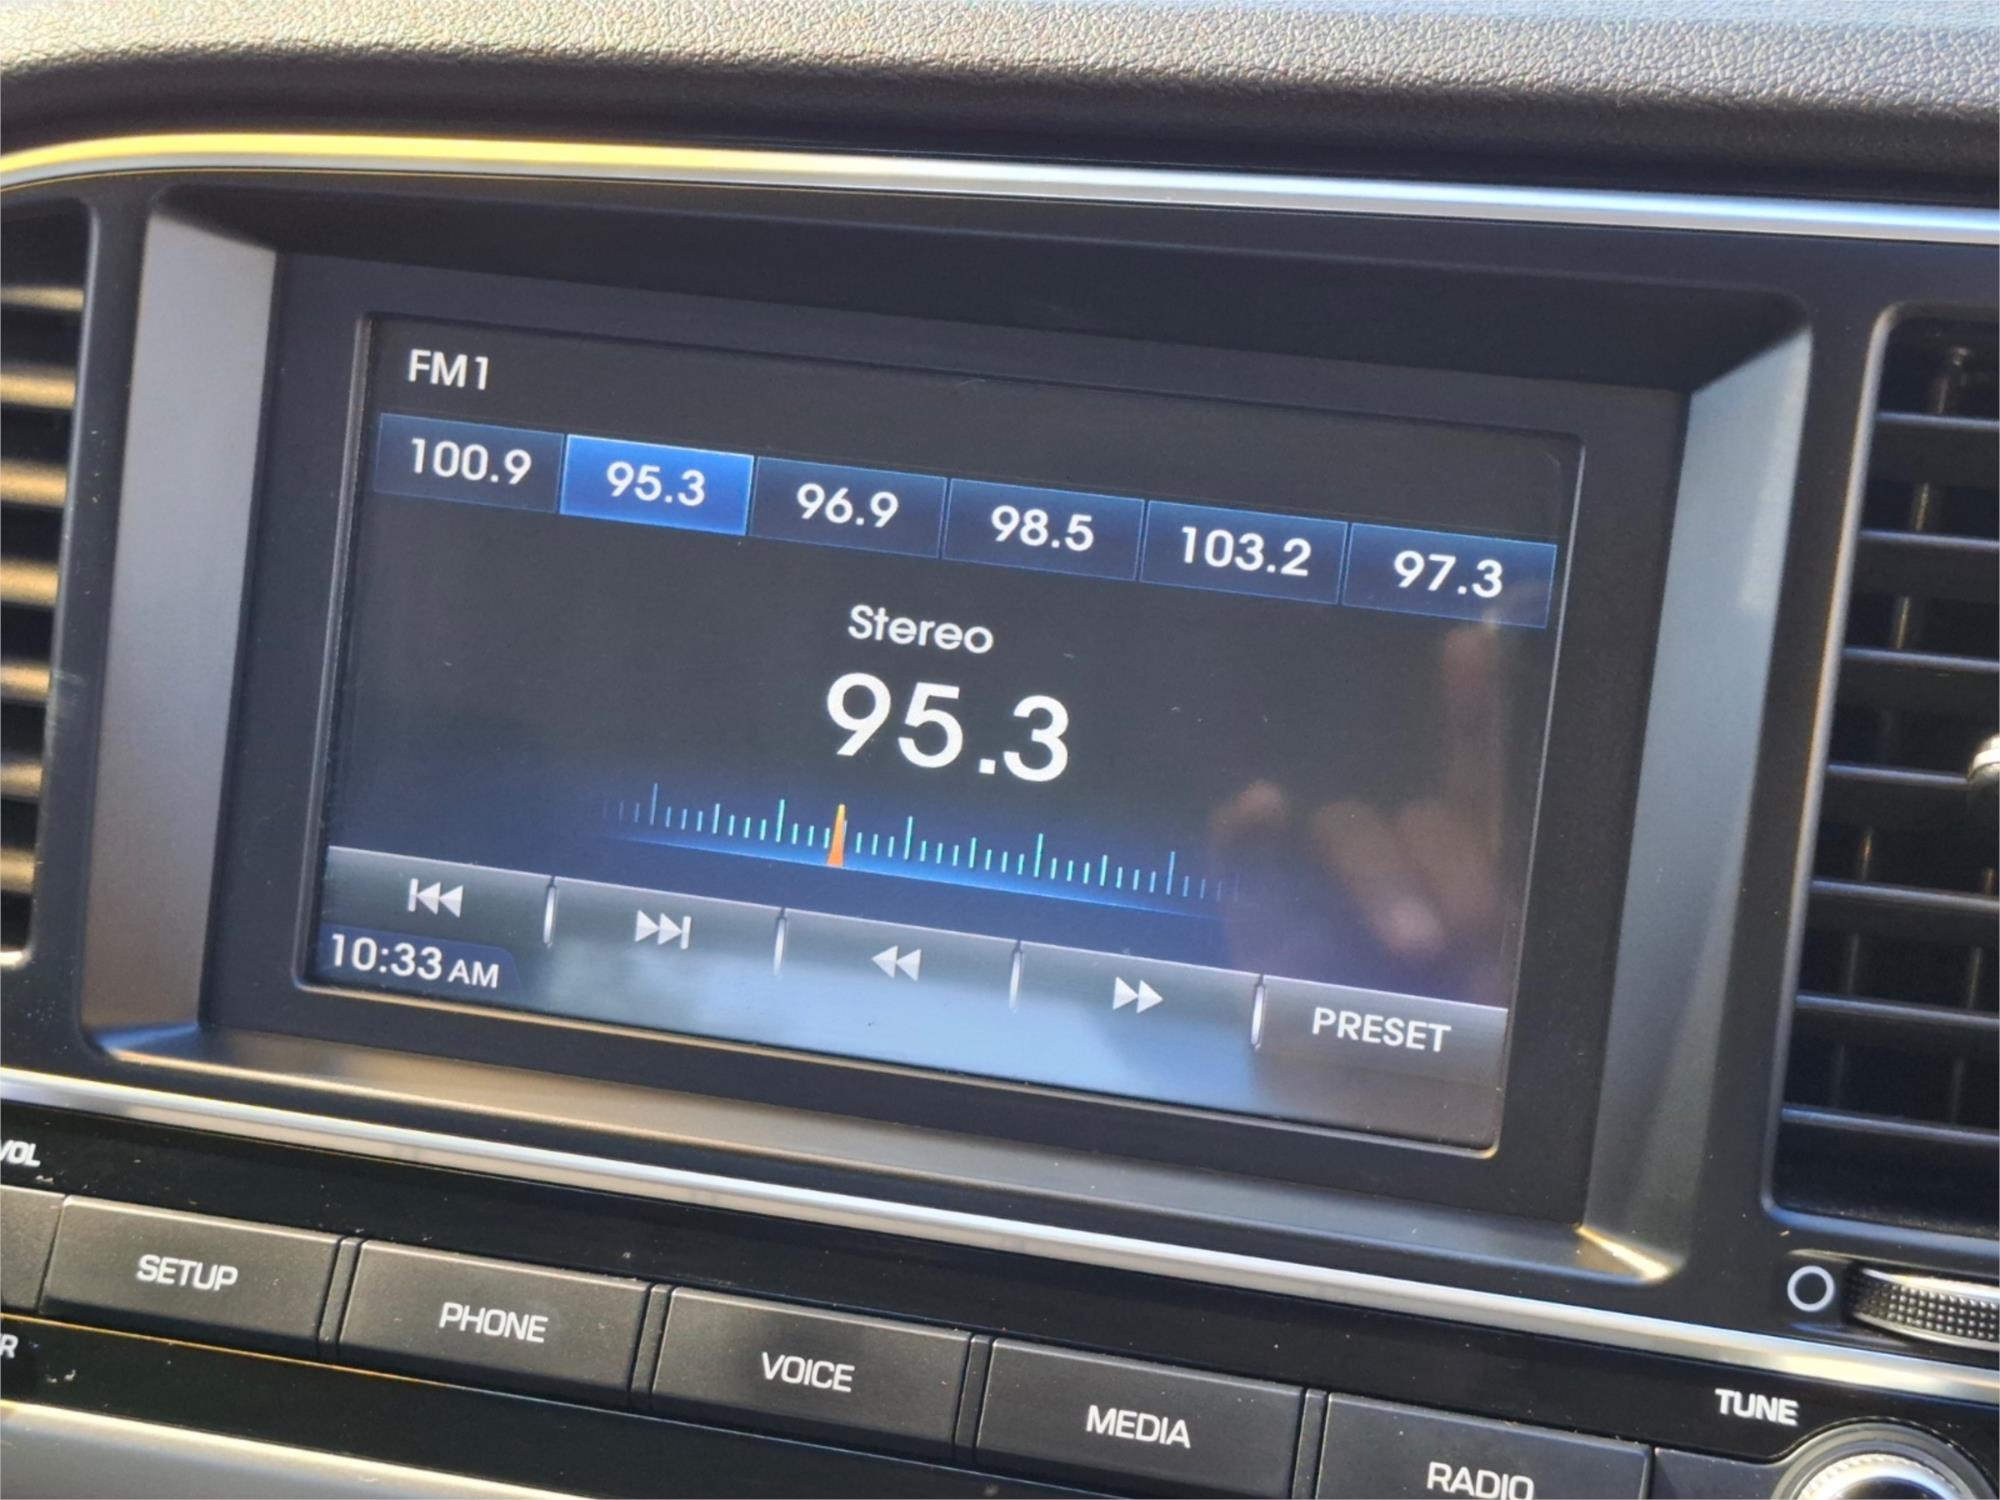 FM1
100.9 95.3 96.9 98.5 103.2 97.3
Stereo
95.3
10:33 AM
PRESET
VOL
SETUP PHONE VOICE MEDIA RADIO
TUNE